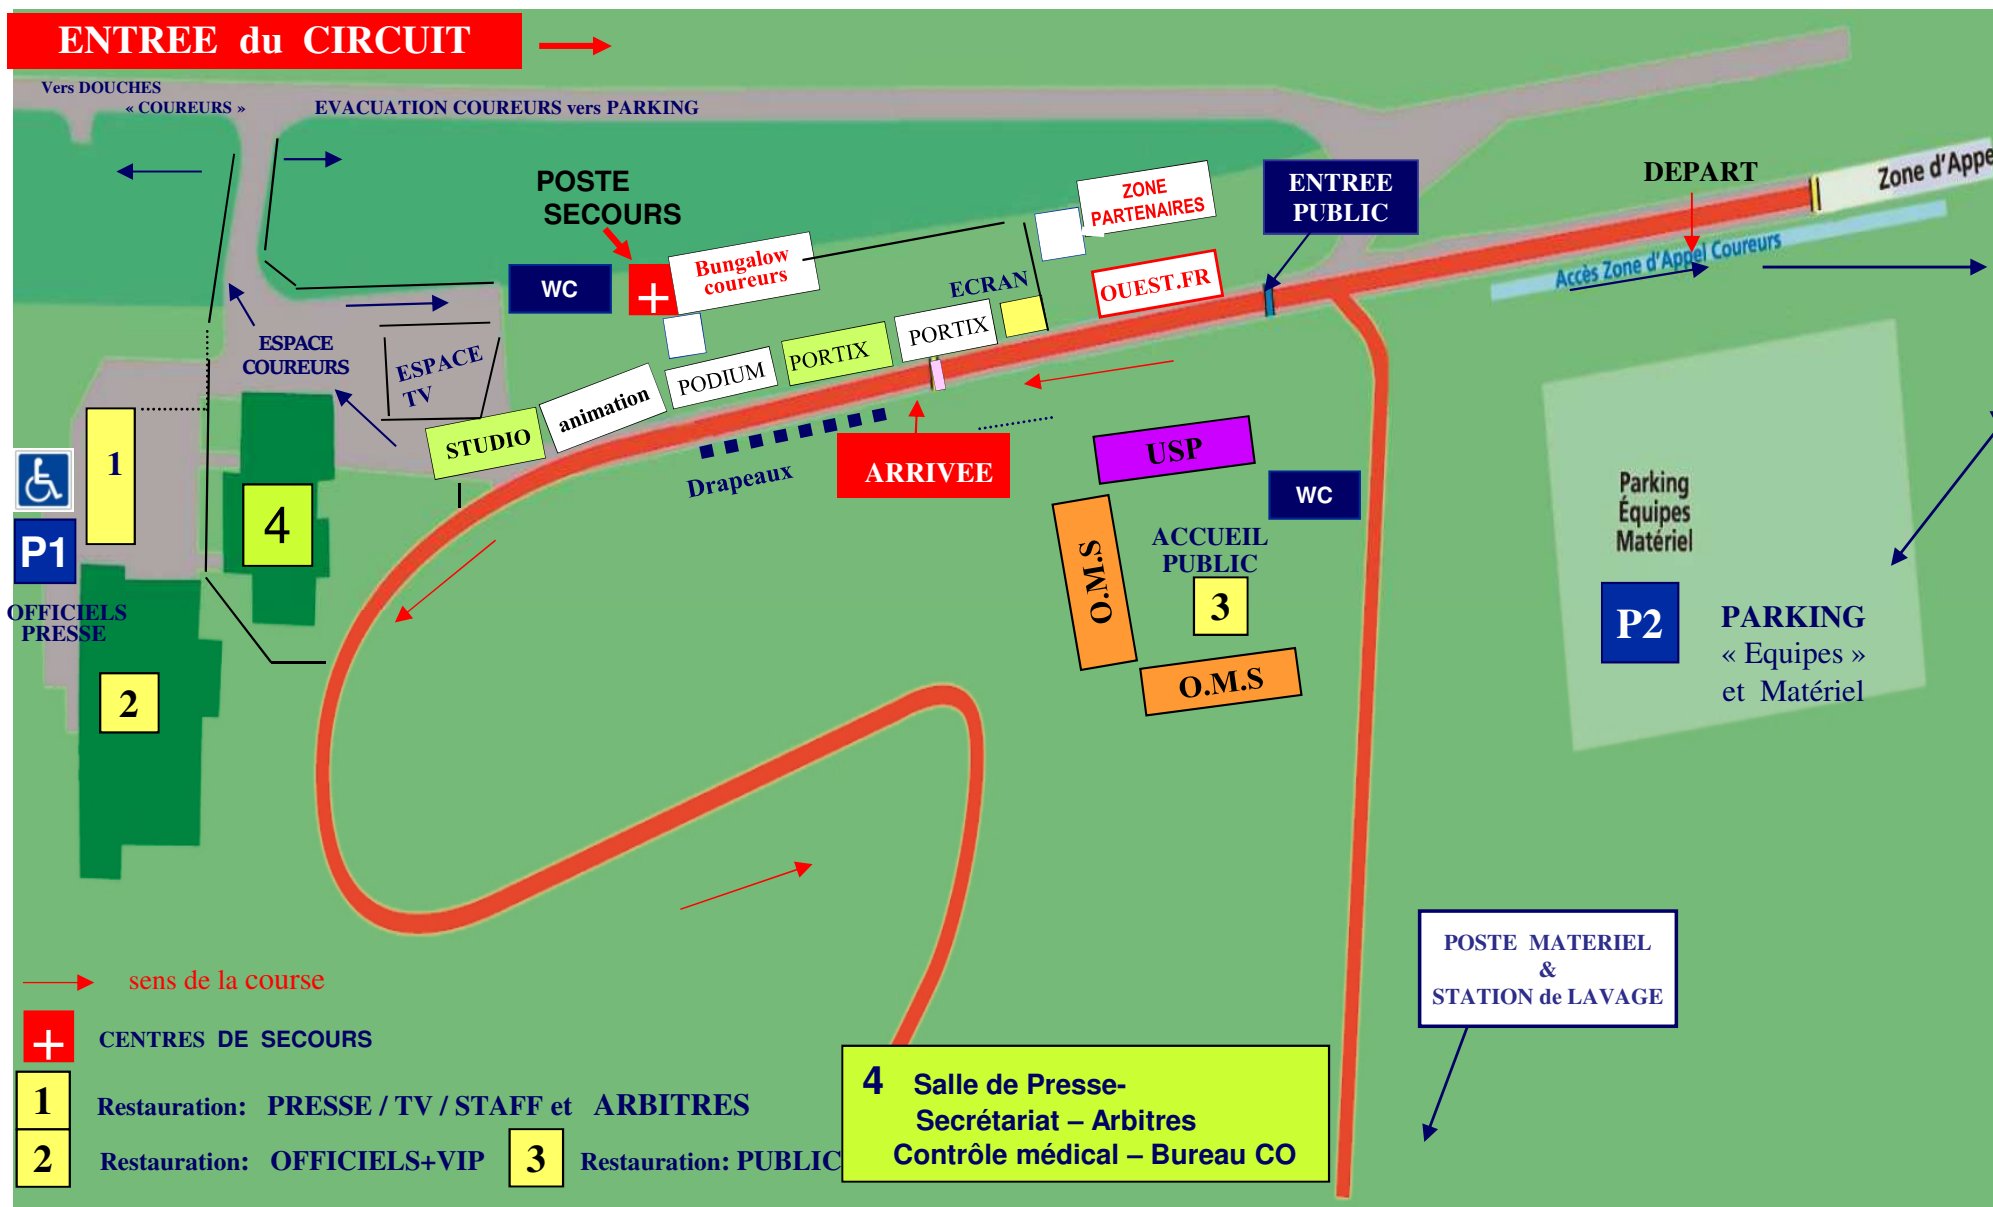 ENTREE du CIRCUIT
Vers DOUCHES
« COUREURS »
EVACUATION COUREURS vers PARKING
POSTE
SECOURS
WC
+
Bungalow
coureurs
ZONE
PARTENAIRES
ENTREE
PUBLIC
DEPART
Zone d'Appe
Accès Zone d'Appel Coureurs
OUEST.FR
ECRAN
PORTIX
PORTIX
PODIUM
animation
STUDIO
ESPACE
TV
ESPACE
COUREURS
Drapeaux
ARRIVEE
USP
WC
O.M.S
ACCUEIL
PUBLIC
3
O.M.S
Parking
Équipes
Matériel
P2
PARKING
« Equipes »
et Matériel
1
4
P1
OFFICIELS
PRESSE
2
POSTE MATERIEL
&
STATION de LAVAGE
sens de la course
+
CENTRES DE SECOURS
1
Restauration: PRESSE / TV / STAFF et ARBITRES
2
Restauration: OFFICIELS+VIP
3
Restauration: PUBLIC
4 Salle de Presse-
Secrétariat – Arbitres
Contrôle médical – Bureau CO